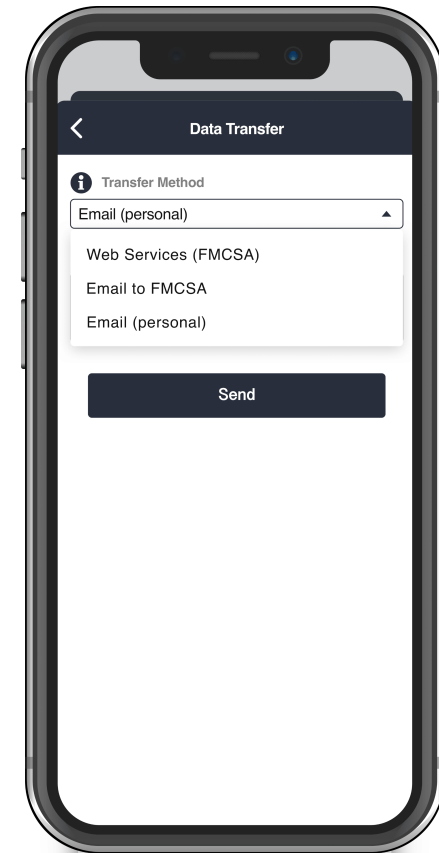 Data Transfer
Transfer Method
Email (personal)
Web Services (FMCSA)
Email to FMCSA
Email (personal)
Send